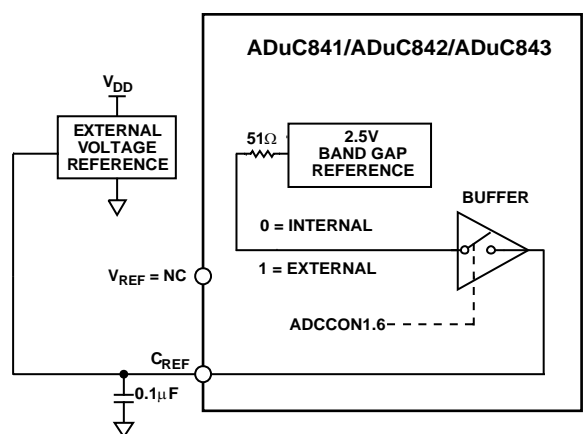 ADuC841/ADuC842/ADuC843
VDD
EXTERNAL
VOLTAGE
REFERENCE
51Ω
2.5V
BAND GAP
REFERENCE
BUFFER
0 = INTERNAL
1 = EXTERNAL
VREF = NC
ADCCON1.6
CREF
0.1μF